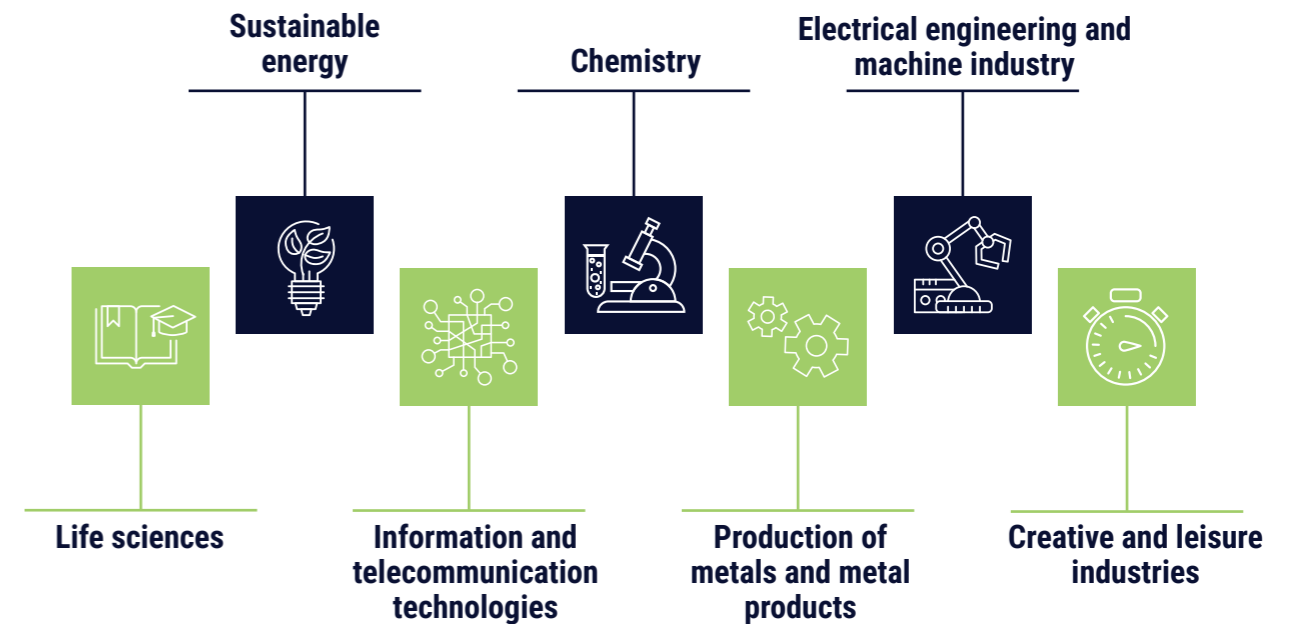 Sustainable
energy
Chemistry
Electrical engineering and
machine industry
Life sciences
Information and
telecommunication
technologies
Production of
metals and metal
products
Creative and leisure
industries